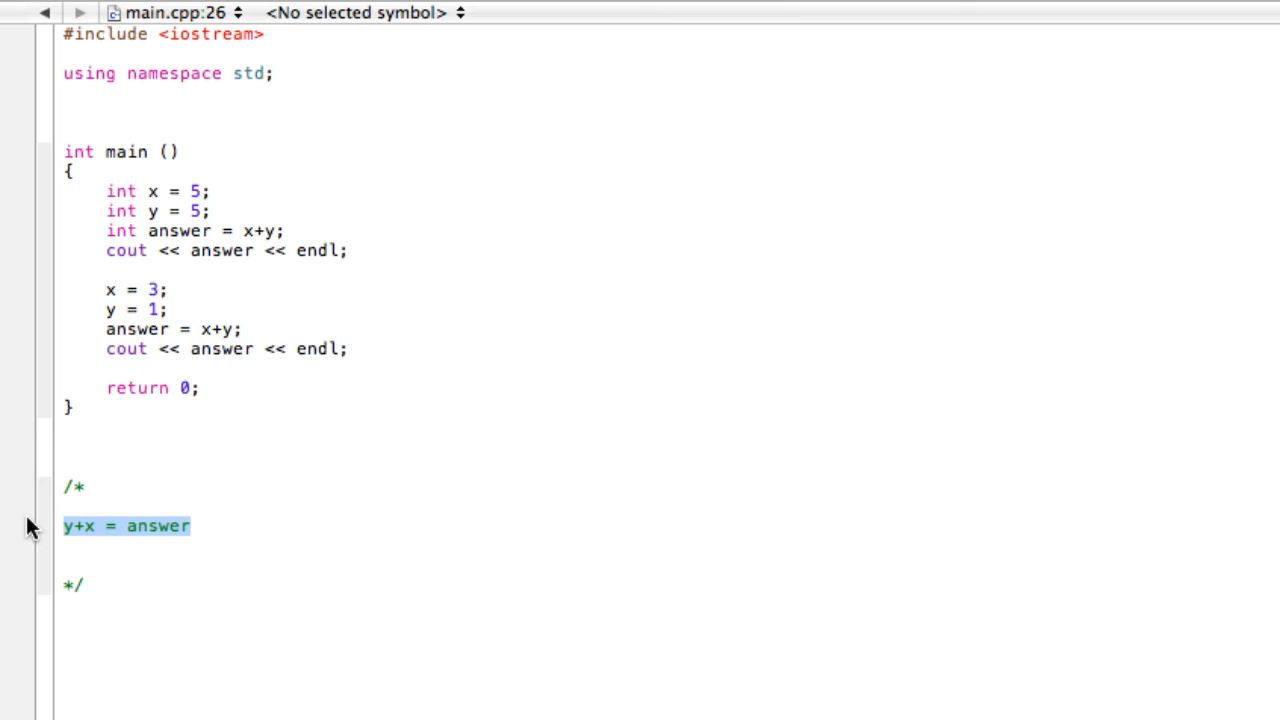 main.cpp:26 <No selected symbol>
#include <iostream>
using namespace std;
int main ()
{
    int x = 5;
    int y = 5;
    int answer = x+y;
    cout << answer << endl;
    x = 3;
    y = 1;
    answer = x+y;
    cout << answer << endl;
    return 0;
}
/*
y+x = answer
*/